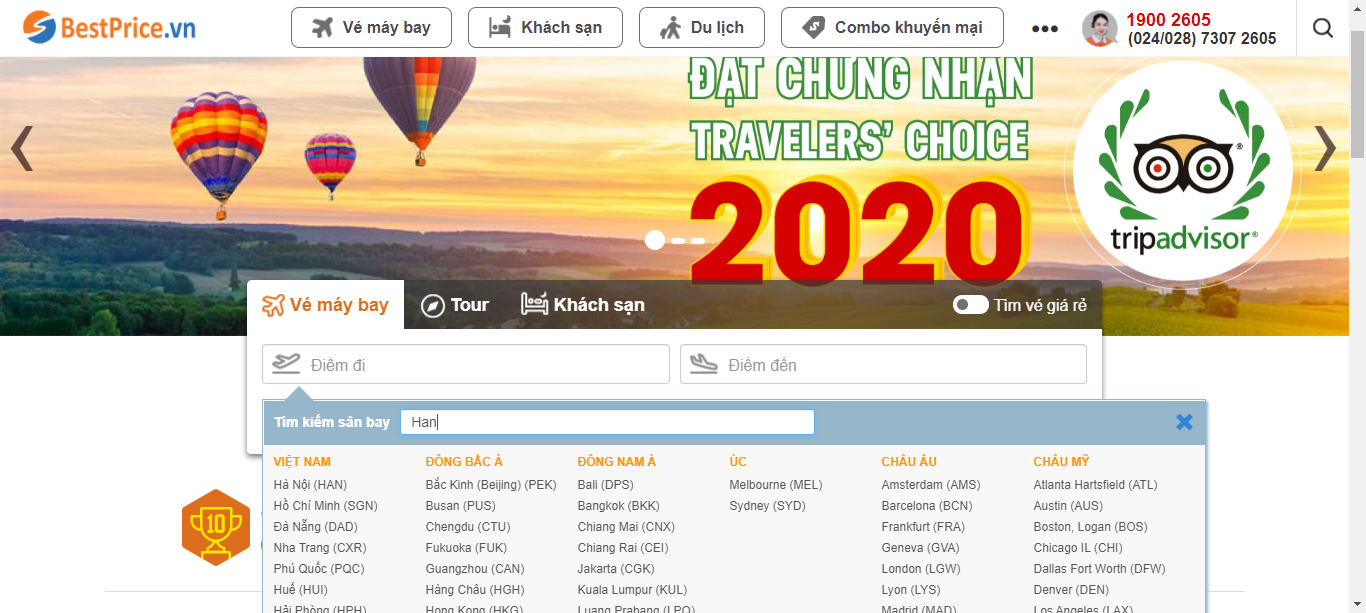 BestPrice.vn
Vé máy bay
Khách sạn
Du lịch
Combo khuyến mại
1900 2605
(024/028) 7307 2605
ĐẠT CHỨNG NHẬN
TRAVELERS' CHOICE
2020
tripadvisor®
Vé máy bay
Tour
Khách sạn
Tìm vé giá rẻ
Điểm đi
Điểm đến
Tìm kiếm sân bay
Han
VIỆT NAM
Hà Nội (HAN)
Hồ Chí Minh (SGN)
Đà Nẵng (DAD)
Nha Trang (CXR)
Phú Quốc (PQC)
Huế (HUI)
Hải Phòng (HPH)
ĐÔNG BẮC Á
Bắc Kinh (Beijing) (PEK)
Busan (PUS)
Chengdu (CTU)
Fukuoka (FUK)
Guangzhou (CAN)
Hàng Châu (HGH)
Hong Kong (HKG)
ĐÔNG NAM Á
Bali (DPS)
Bangkok (BKK)
Chiang Mai (CNX)
Chiang Rai (CEI)
Jakarta (CGK)
Kuala Lumpur (KUL)
Luang Prabang (LPQ)
ÚC
Melbourne (MEL)
Sydney (SYD)
CHÂU ÂU
Amsterdam (AMS)
Barcelona (BCN)
Frankfurt (FRA)
Geneva (GVA)
London (LGW)
Lyon (LYS)
Madrid (MAD)
CHÂU MỸ
Atlanta Hartsfield (ATL)
Austin (AUS)
Boston, Logan (BOS)
Chicago IL (CHI)
Dallas Fort Worth (DFW)
Denver (DEN)
Los Angeles (LAX)
10